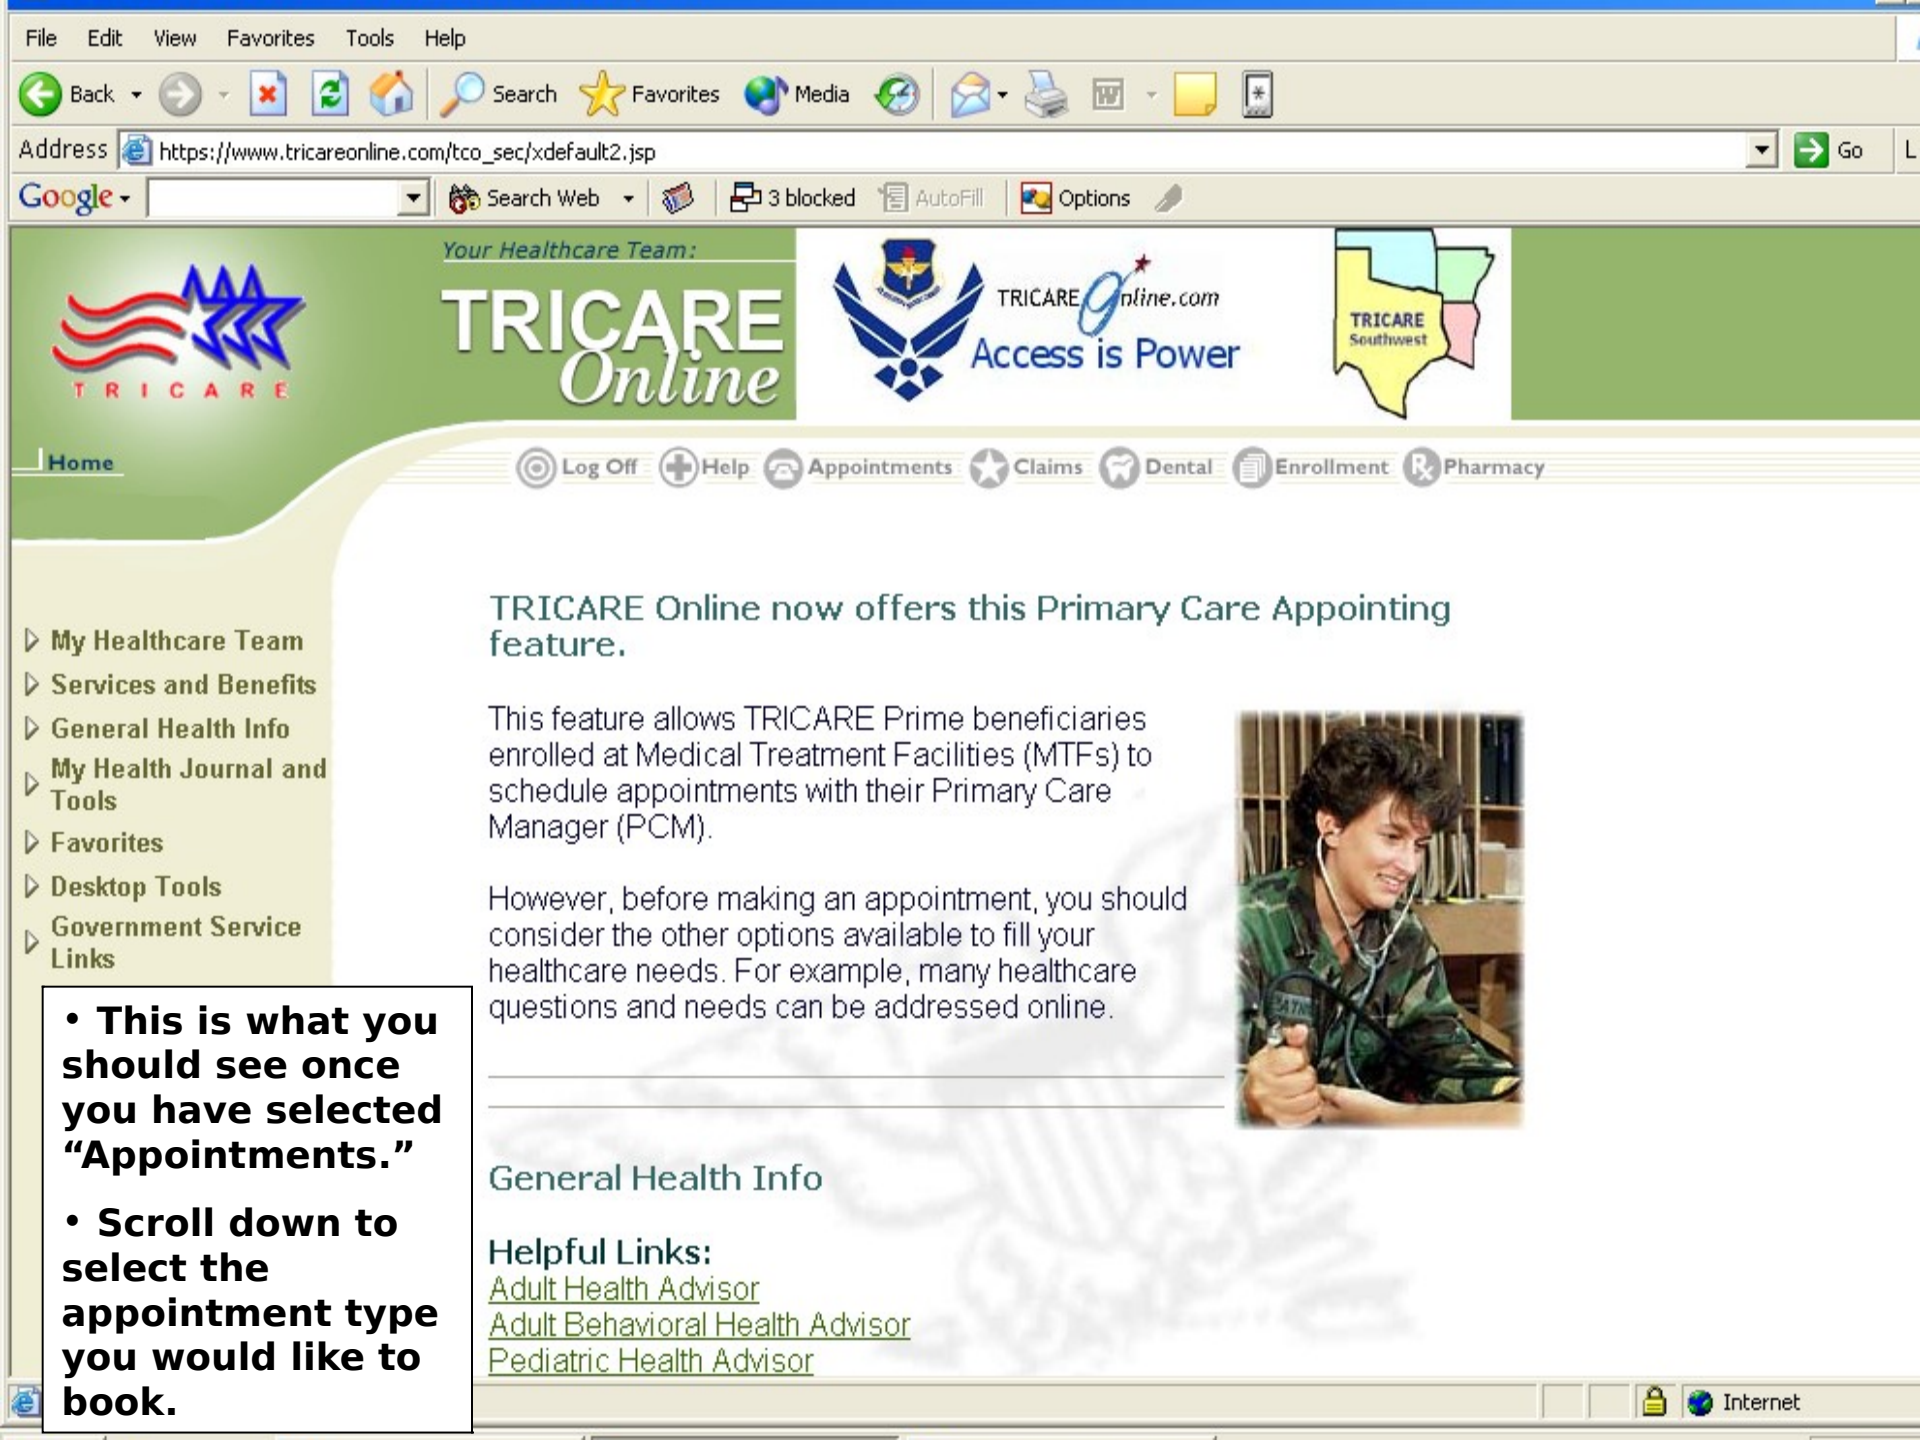 File Edit View Favorites Tools Help
Back Search Favorites Media
Address https://www.tricareonline.com/tco_sec/xdefault2.jsp Go L
Google Search Web 3 blocked AutoFill Options
Your Healthcare Team:
TRICARE
Online
TRICARE Online.com
Access is Power
TRICARE
Southwest
TRICARE
Home
Log Off Help Appointments Claims Dental Enrollment Pharmacy
My Healthcare Team
Services and Benefits
General Health Info
My Health Journal and
Tools
Favorites
Desktop Tools
Government Service
Links
TRICARE Online now offers this Primary Care Appointing
feature.
This feature allows TRICARE Prime beneficiaries
enrolled at Medical Treatment Facilities (MTFs) to
schedule appointments with their Primary Care
Manager (PCM).
However, before making an appointment, you should
consider the other options available to fill your
healthcare needs. For example, many healthcare
questions and needs can be addressed online.
General Health Info
Helpful Links:
Adult Health Advisor
Adult Behavioral Health Advisor
Pediatric Health Advisor
• This is what you
should see once
you have selected
“Appointments.”
• Scroll down to
select the
appointment type
you would like to
book.
Internet